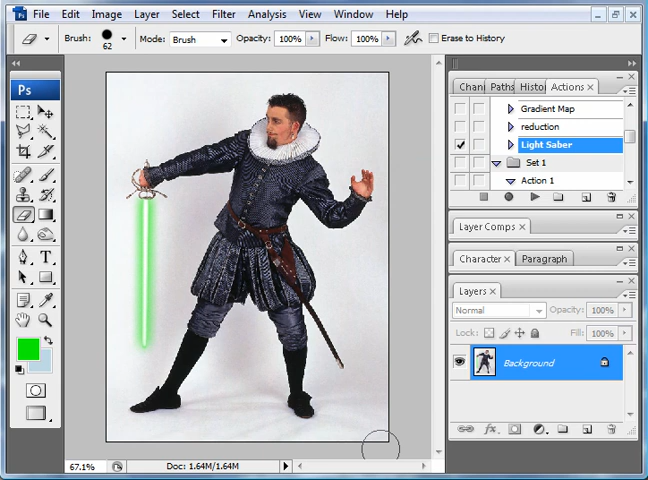 Ps File Edit Image Layer Select Filter Analysis View Window Help
Brush: 62 Mode: Brush Opacity: 100% Flow: 100% Erase to History
Ps
Chan Paths Histo Actions x
Gradient Map
reduction
Light Saber
Set 1
Action 1
Layer Comps x
Character x Paragraph
Layers x
Normal Opacity: 100%
Lock: Fill: 100%
Background
T
67.1% Doc: 1.64M/1.64M